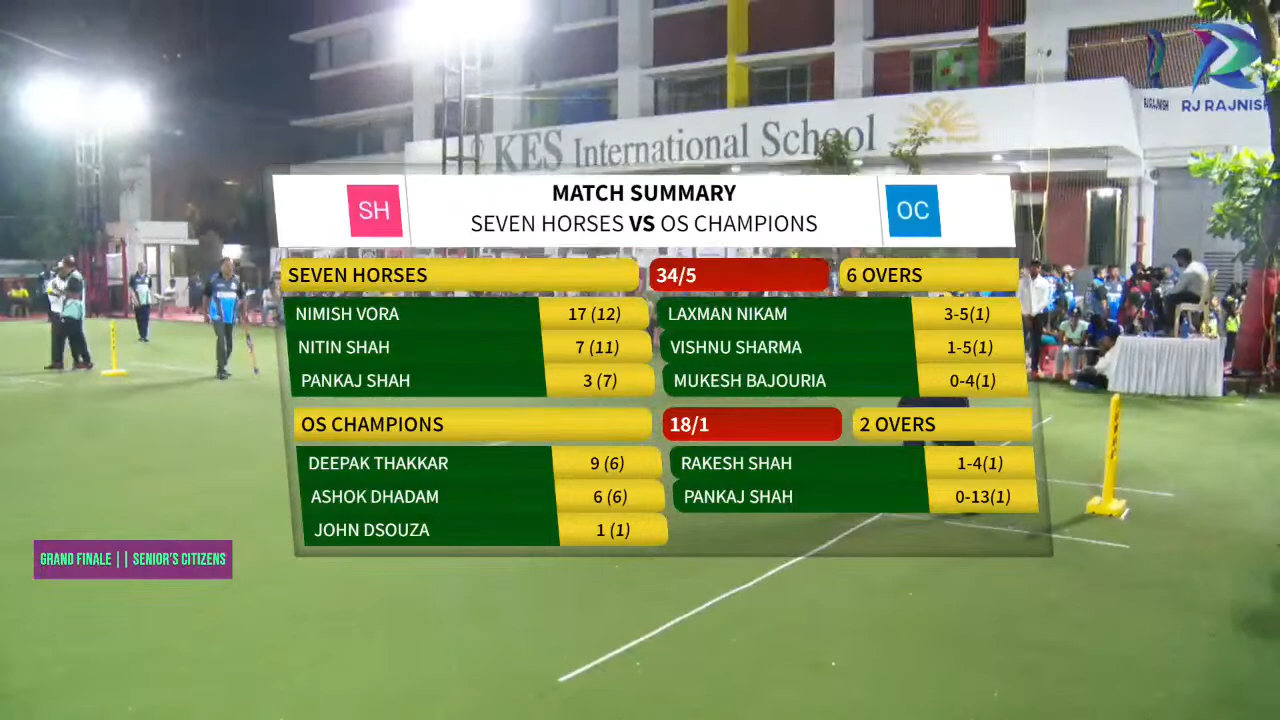 RJ RAJNISH
RJ RAJNISH
KES International School
MATCH SUMMARY
SH
SEVEN HORSES VS OS CHAMPIONS
OC
SEVEN HORSES 34/5 6 OVERS
NIMISH VORA 17 (12) LAXMAN NIKAM 3-5(1)
NITIN SHAH 7 (11) VISHNU SHARMA 1-5(1)
PANKAJ SHAH 3 (7) MUKESH BAJOURIA 0-4(1)
OS CHAMPIONS 18/1 2 OVERS
DEEPAK THAKKAR 9 (6) RAKESH SHAH 1-4(1)
ASHOK DHADAM 6 (6) PANKAJ SHAH 0-13(1)
JOHN DSOUZA 1 (1)
GRAND FINALE || SENIOR'S CITIZENS